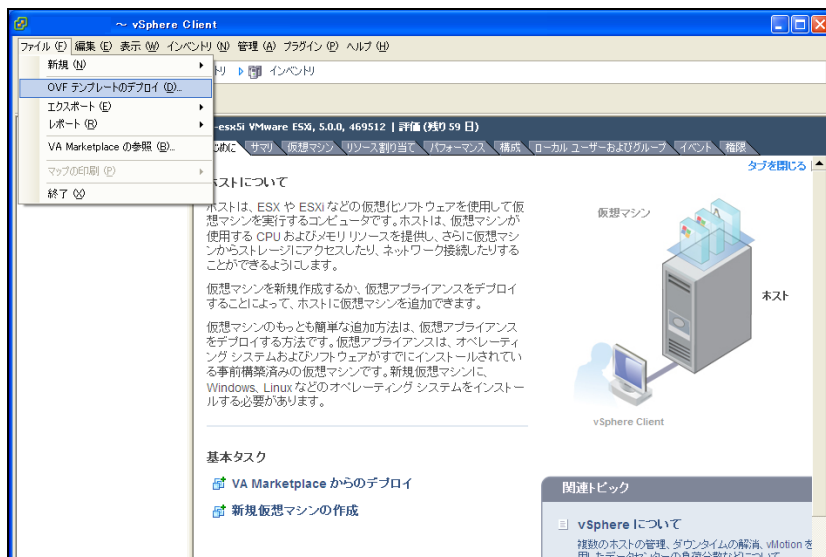 ～ vSphere Client
ファイル (F) 編集 (E) 表示 (W) インベントリ (N) 管理 (A) プラグイン (P) ヘルプ (H)
新規 (N)
トリ インベントリ
OVF テンプレートのデプロイ (D)...
エクスポート (E)
レポート (R)
VA Marketplace の参照 (B)...
マップの印刷 (P)
終了 (X)
-esx5i VMware ESXi, 5.0.0, 469512 | 評価 (残り 59 日)
じめに サマリ 仮想マシン リソース割り当て パフォーマンス 構成 ローカル ユーザーおよびグループ イベント 権限
タブを閉じる
ホストについて
ホストは、ESX や ESXi などの仮想化ソフトウェアを使用して仮
想マシンを実行するコンピュータです。ホストは、仮想マシンが
使用する CPU およびメモリ リソースを提供し、さらに仮想マシ
ンからストレージにアクセスしたり、ネットワーク接続したりする
ことができるようにします。
仮想マシンを新規作成するか、仮想アプライアンスをデプロイ
することによって、ホストに仮想マシンを追加できます。
仮想マシンのもっとも簡単な追加方法は、仮想アプライアンス
をデプロイする方法です。仮想アプライアンスは、オペレーティ
ング システムおよびソフトウェアがすでにインストールされてい
る事前構築済みの仮想マシンです。新規仮想マシンに、
Windows、Linux などのオペレーティング システムをインストー
ルする必要があります。
仮想マシン
ホスト
vSphere Client
基本タスク
VA Marketplace からのデプロイ
新規仮想マシンの作成
関連トピック
vSphere について
複数のホストの管理、ダウンタイムの解消、vMotion を
用したデータセンターの負荷分散などについて